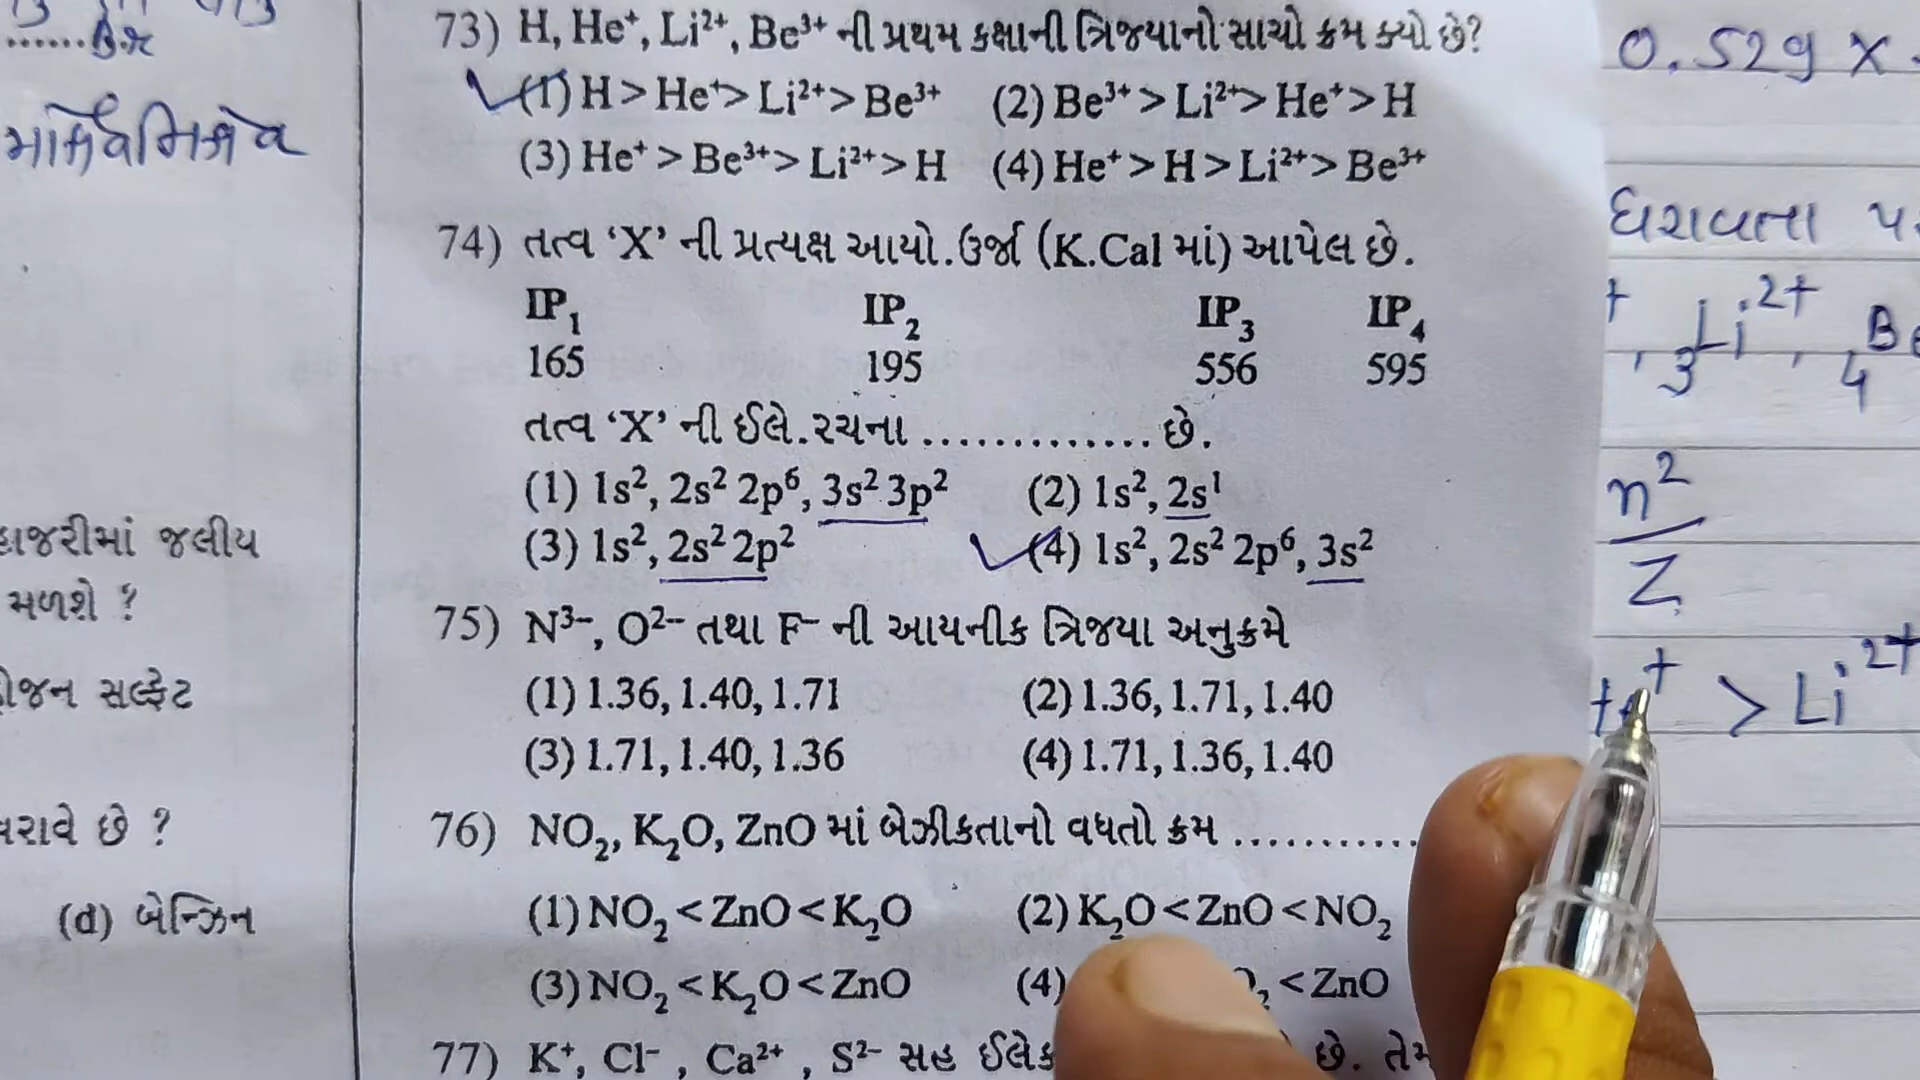 73) H, He⁺, Li²⁺, Be³⁺ ની પ્રથમ કક્ષાની ત્રિજ્યાનો સાચો ક્રમ ક્યો છે?
(1) H > He⁺> Li²⁺> Be³⁺ (2) Be³⁺ > Li²⁺> He⁺> H
(3) He⁺ > Be³⁺> Li²⁺ > H (4) He⁺ > H > Li²⁺> Be³⁺
74) તત્વ ‘X’ ની પ્રત્યક્ષ આયો.ઉર્જા (K.Cal માં) આપેલ છે.
IP₁ IP₂ IP₃ IP₄
165 195 556 595
તત્વ ‘X’ ની ઈલે.રચના ............. છે.
(1) 1s², 2s² 2p⁶, 3s² 3p² (2) 1s², 2s¹
(3) 1s², 2s² 2p² (4) 1s², 2s² 2p⁶, 3s²
75) N³⁻, O²⁻ તથા F⁻ ની આયનીક ત્રિજયા અનુક્રમે
(1) 1.36, 1.40, 1.71 (2) 1.36, 1.71, 1.40
(3) 1.71, 1.40, 1.36 (4) 1.71, 1.36, 1.40
76) NO₂, K₂O, ZnO માં બેઝીકતાનો વધતો ક્રમ ...........
(1) NO₂ < ZnO < K₂O (2) K₂O < ZnO < NO₂
(3) NO₂ < K₂O < ZnO (4) < ZnO
77) K⁺, Cl⁻ , Ca²⁺ , S²⁻ સહ છે.
જલીય
મળશે ?
સલ્ફેટ
છે ?
(d) બેન્ઝિન
0.529 x
ધરાવતા
, ₃Li²⁺ , ₄Be
n²
Z
> Li²⁺